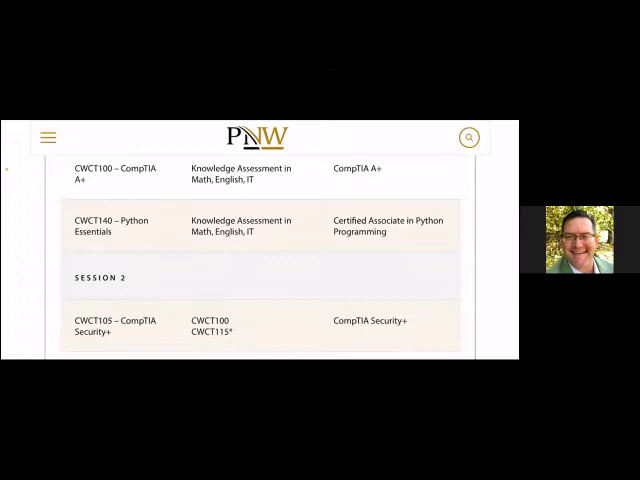 PNW
CWCT100 – CompTIA
A+
Knowledge Assessment in
Math, English, IT
CompTIA A+
CWCT140 – Python
Essentials
Knowledge Assessment in
Math, English, IT
Certified Associate in Python
Programming
SESSION 2
CWCT105 – CompTIA
Security+
CWCT100
CWCT115*
CompTIA Security+